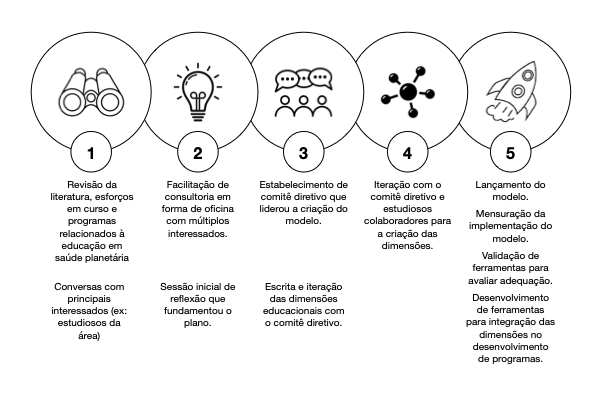 1
Revisão da
literatura, esforços
em curso e
programas
relacionados à
educação em
saúde planetária
Conversas com
principais
interessados (ex:
estudiosos da
área)
2
Facilitação de
consultoria em
forma de oficina
com múltiplos
interessados.
Sessão inicial de
reflexão que
fundamentou o
plano.
3
Estabelecimento de
comitê diretivo que
liderou a criação do
modelo.
Escrita e iteração
das dimensões
educacionais com
o comitê diretivo.
4
Iteração com o
comitê diretivo e
estudiosos
colaboradores para
a criação das
dimensões.
5
Lançamento do
modelo.
Mensuração da
implementação do
modelo.
Validação de
ferramentas para
avaliar adequação.
Desenvolvimento
de ferramentas
para integração das
dimensões no
desenvolvimento
de programas.